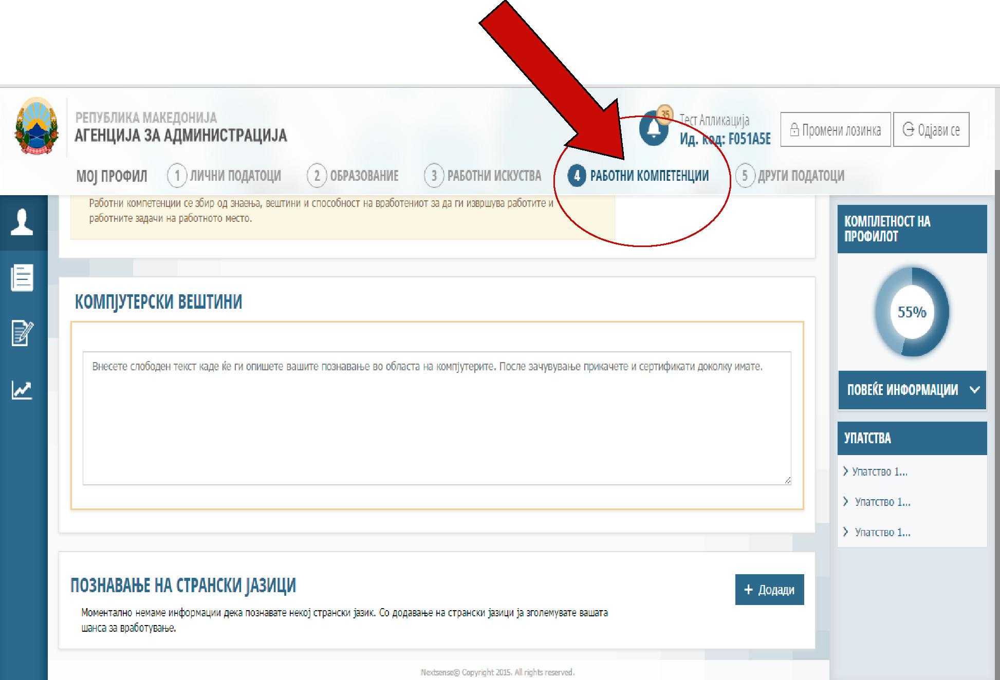 РЕПУБЛИКА МАКЕДОНИЈА
АГЕНЦИЈА ЗА АДМИНИСТРАЦИЈА
35
Тест Апликација
Ид. код: F051A5E
Промени лозинка
Одјави се
МОЈ ПРОФИЛ
1 ЛИЧНИ ПОДАТОЦИ
2 ОБРАЗОВАНИЕ
3 РАБОТНИ ИСКУСТВА
4 РАБОТНИ КОМПЕТЕНЦИИ
5 ДРУГИ ПОДАТОЦИ
Работни компетенции се збир од знаења, вештини и способност на вработениот за да ги извршува работите и
работните задачи на работното место.
КОМПЈУТЕРСКИ ВЕШТИНИ
Внесете слободен текст каде ќе ги опишете вашите познавање во областа на компјутерите. После зачувување прикачете и сертификати доколку имате.
ПОЗНАВАЊЕ НА СТРАНСКИ ЈАЗИЦИ
+ Додади
Моментално немаме информации дека познавате некој странски јазик. Со додавање на странски јазици ја зголемувате вашата
шанса за вработување.
КОМПЛЕТНОСТ НА
ПРОФИЛОТ
55%
ПОВЕЌЕ ИНФОРМАЦИИ
УПАТСТВА
Упатство 1...
Упатство 1...
Упатство 1...
Nextsense© Copyright 2015. All rights reserved.